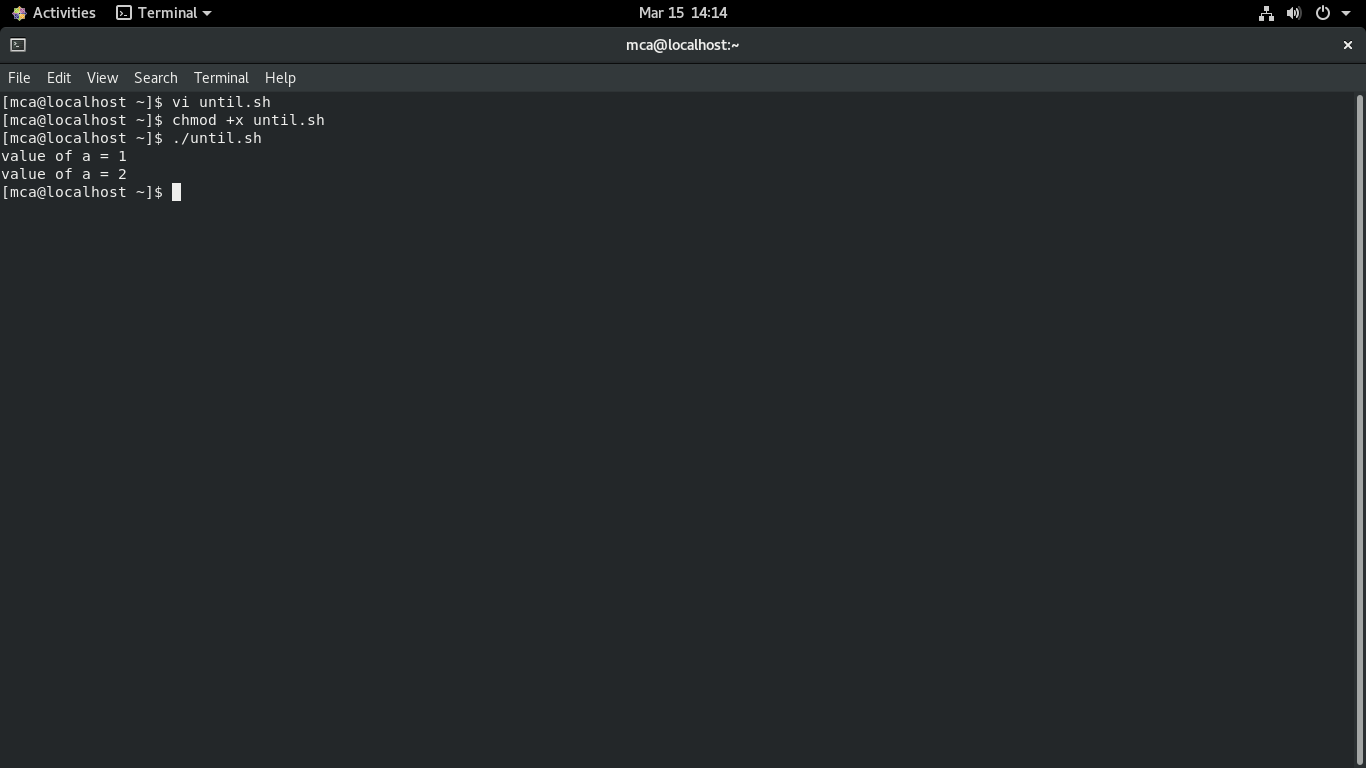 Activities Terminal Mar 15 14:14
mca@localhost:~
File Edit View Search Terminal Help
[mca@localhost ~]$ vi until.sh
[mca@localhost ~]$ chmod +x until.sh
[mca@localhost ~]$ ./until.sh
value of a = 1
value of a = 2
[mca@localhost ~]$